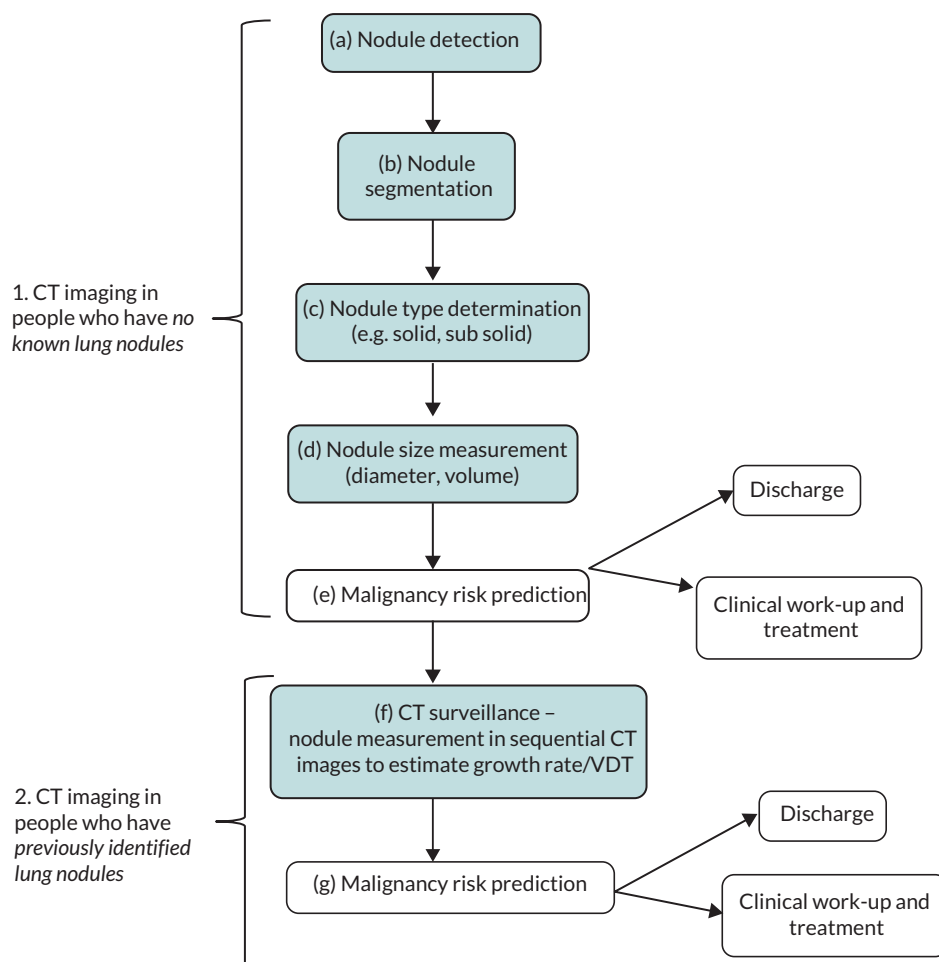 (a) Nodule detection
(b) Nodule
segmentation
1. CT imaging in
people who have no
known lung nodules
(c) Nodule type determination
(e.g. solid, sub solid)
(d) Nodule size measurement
(diameter, volume)
Discharge
(e) Malignancy risk prediction
Clinical work-up and
treatment
2. CT imaging in
people who have
previously identified
lung nodules
(f) CT surveillance –
nodule measurement in sequential CT
images to estimate growth rate/VDT
Discharge
(g) Malignancy risk prediction
Clinical work-up and
treatment